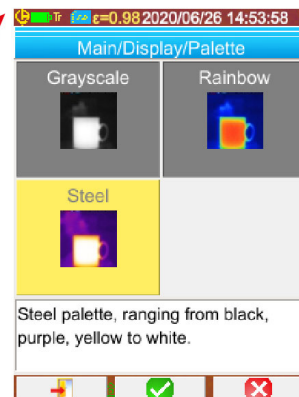 Tr ε=0.98 2020/06/26 14:53:58
Main/Display/Palette
Grayscale Rainbow
Steel
Steel palette, ranging from black,
purple, yellow to white.